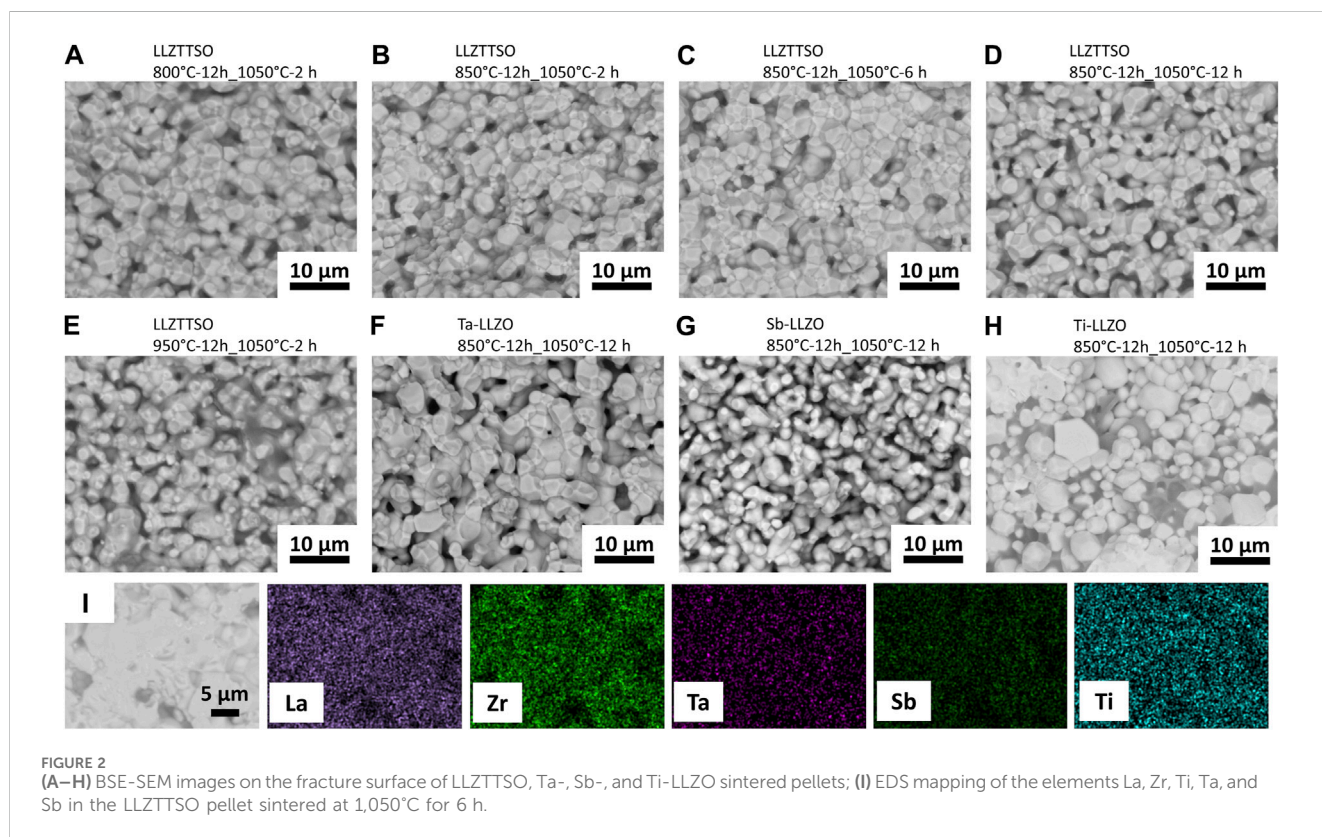 A
LLZTTSO
800°C-12h_1050°C-2 h
10 µm
B
LLZTTSO
850°C-12h_1050°C-2 h
10 µm
C
LLZTTSO
850°C-12h_1050°C-6 h
10 µm
D
LLZTTSO
850°C-12h_1050°C-12 h
10 µm
E
LLZTTSO
950°C-12h_1050°C-2 h
10 µm
F
Ta-LLZO
850°C-12h_1050°C-12 h
10 µm
G
Sb-LLZO
850°C-12h_1050°C-12 h
10 µm
H
Ti-LLZO
850°C-12h_1050°C-12 h
10 µm
I
5 µm
La
Zr
Ta
Sb
Ti
FIGURE 2
(A–H) BSE-SEM images on the fracture surface of LLZTTSO, Ta-, Sb-, and Ti-LLZO sintered pellets; (I) EDS mapping of the elements La, Zr, Ti, Ta, and
Sb in the LLZTTSO pellet sintered at 1,050°C for 6 h.